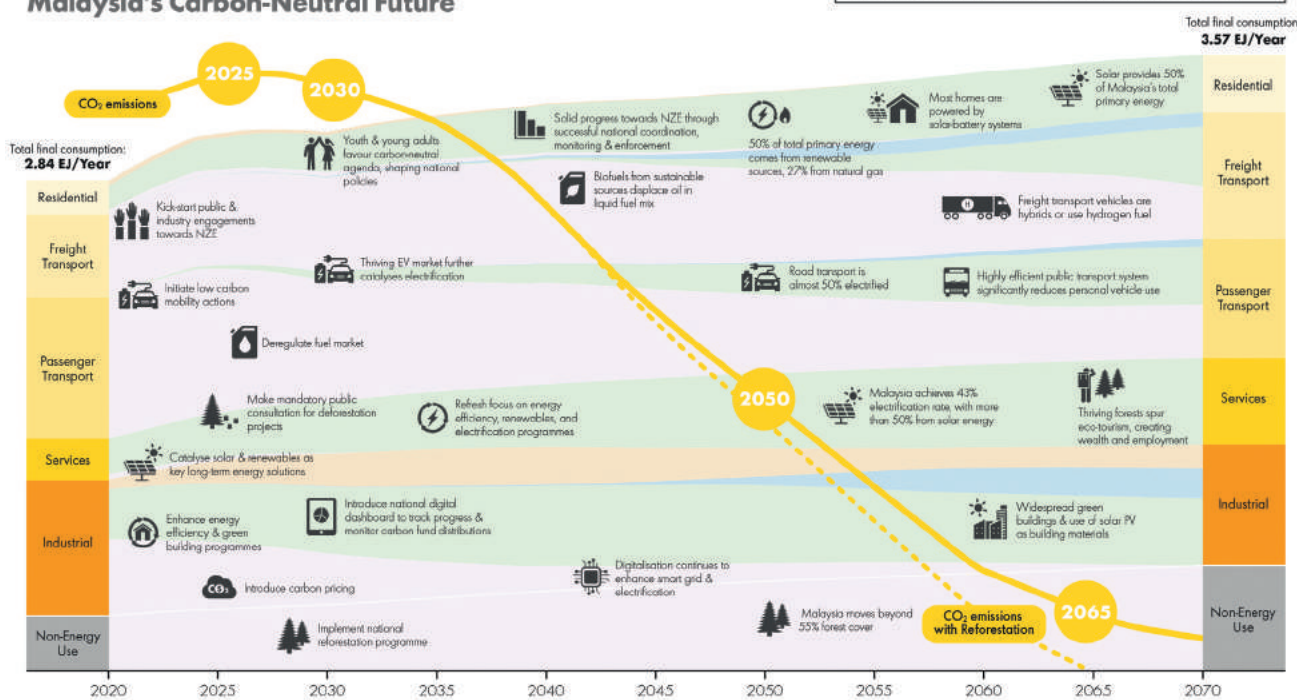 Malaysia's Carbon-Neutral Future
Total final consumption
3.57 EJ/Year
CO₂ emissions
2025
2030
Total final consumption:
2.84 EJ/Year
Residential
Freight
Transport
Passenger
Transport
Services
Industrial
Non-Energy
Use
Kick-start public &
industry engagements
towards NZE
Youth & young adults
favour carbon-neutral
agenda, shaping national
policies
Solid progress towards NZE through
successful national coordination,
monitoring & enforcement
50% of total primary energy
comes from renewable
sources, 27% from natural gas
Most homes are
powered by
solar-battery systems
Solar provides 50%
of Malaysia's total
primary energy
Biofuels from sustainable
sources displace oil in
liquid fuel mix
H
Freight transport vehicles are
hybrids or use hydrogen fuel
Initiate low carbon
mobility actions
Thriving EV market further
catalyses electrification
Road transport is
almost 50% electrified
Highly efficient public transport system
significantly reduces personal vehicle use
Deregulate fuel market
Make mandatory public
consultation for deforestation
projects
Refresh focus on energy
efficiency, renewables, and
electrification programmes
2050
Malaysia achieves 43%
electrification rate, with more
than 50% from solar energy
Thriving forests spur
eco-tourism, creating
wealth and employment
Catalyse solar & renewables as
key long-term energy solutions
Enhance energy
efficiency & green
building programmes
Introduce national digital
dashboard to track progress &
monitor carbon fund distributions
Widespread green
buildings & use of solar PV
as building materials
CO₂
Introduce carbon pricing
Digitalisation continues to
enhance smart grid &
electrification
Implement national
reforestation programme
Malaysia moves beyond
55% forest cover
CO₂ emissions
with Reforestation
2065
Residential
Freight
Transport
Passenger
Transport
Services
Industrial
Non-Energy
Use
2020 2025 2030 2035 2040 2045 2050 2055 2060 2065 2070